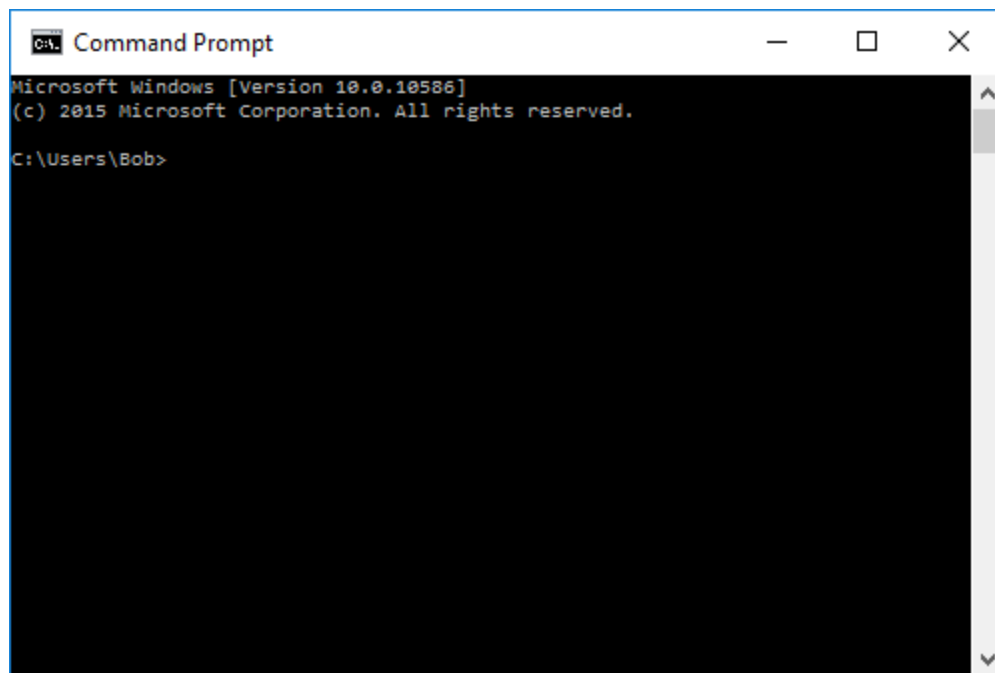 Command Prompt
Microsoft Windows [Version 10.0.10586]
(c) 2015 Microsoft Corporation. All rights reserved.
C:\Users\Bob>